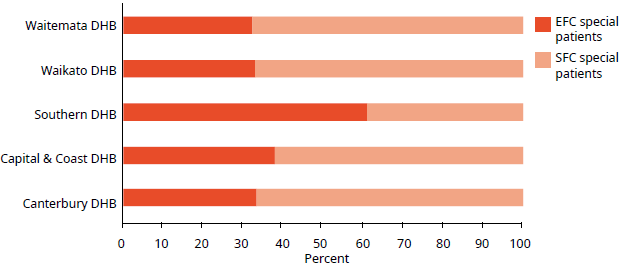 Waitemata DHB
Waikato DHB
Southern DHB
Capital & Coast DHB
Canterbury DHB
0 10 20 30 40 50 60 70 80 90 100
Percent
EFC special
patients
SFC special
patients